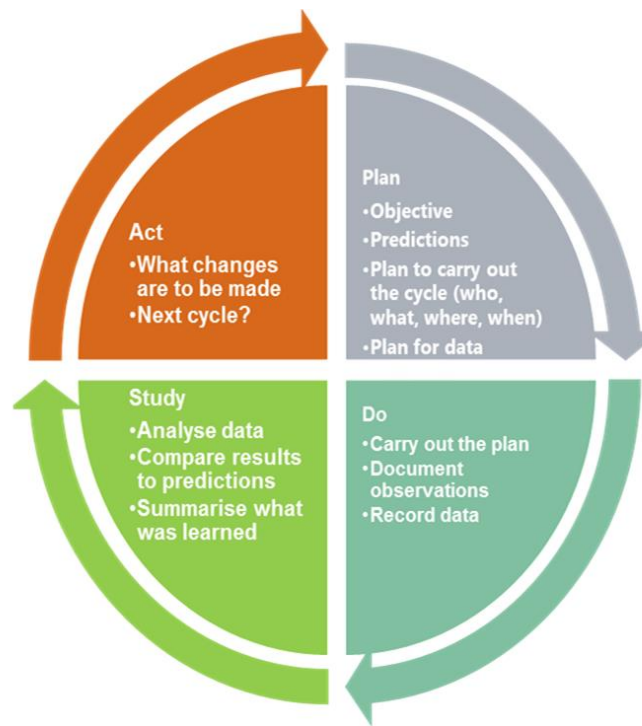 Plan
•Objective
•Predictions
•Plan to carry out
the cycle (who,
what, where, when)
•Plan for data
Do
•Carry out the plan
•Document
observations
•Record data
Study
•Analyse data
•Compare results
to predictions
•Summarise what
was learned
Act
•What changes
are to be made
•Next cycle?